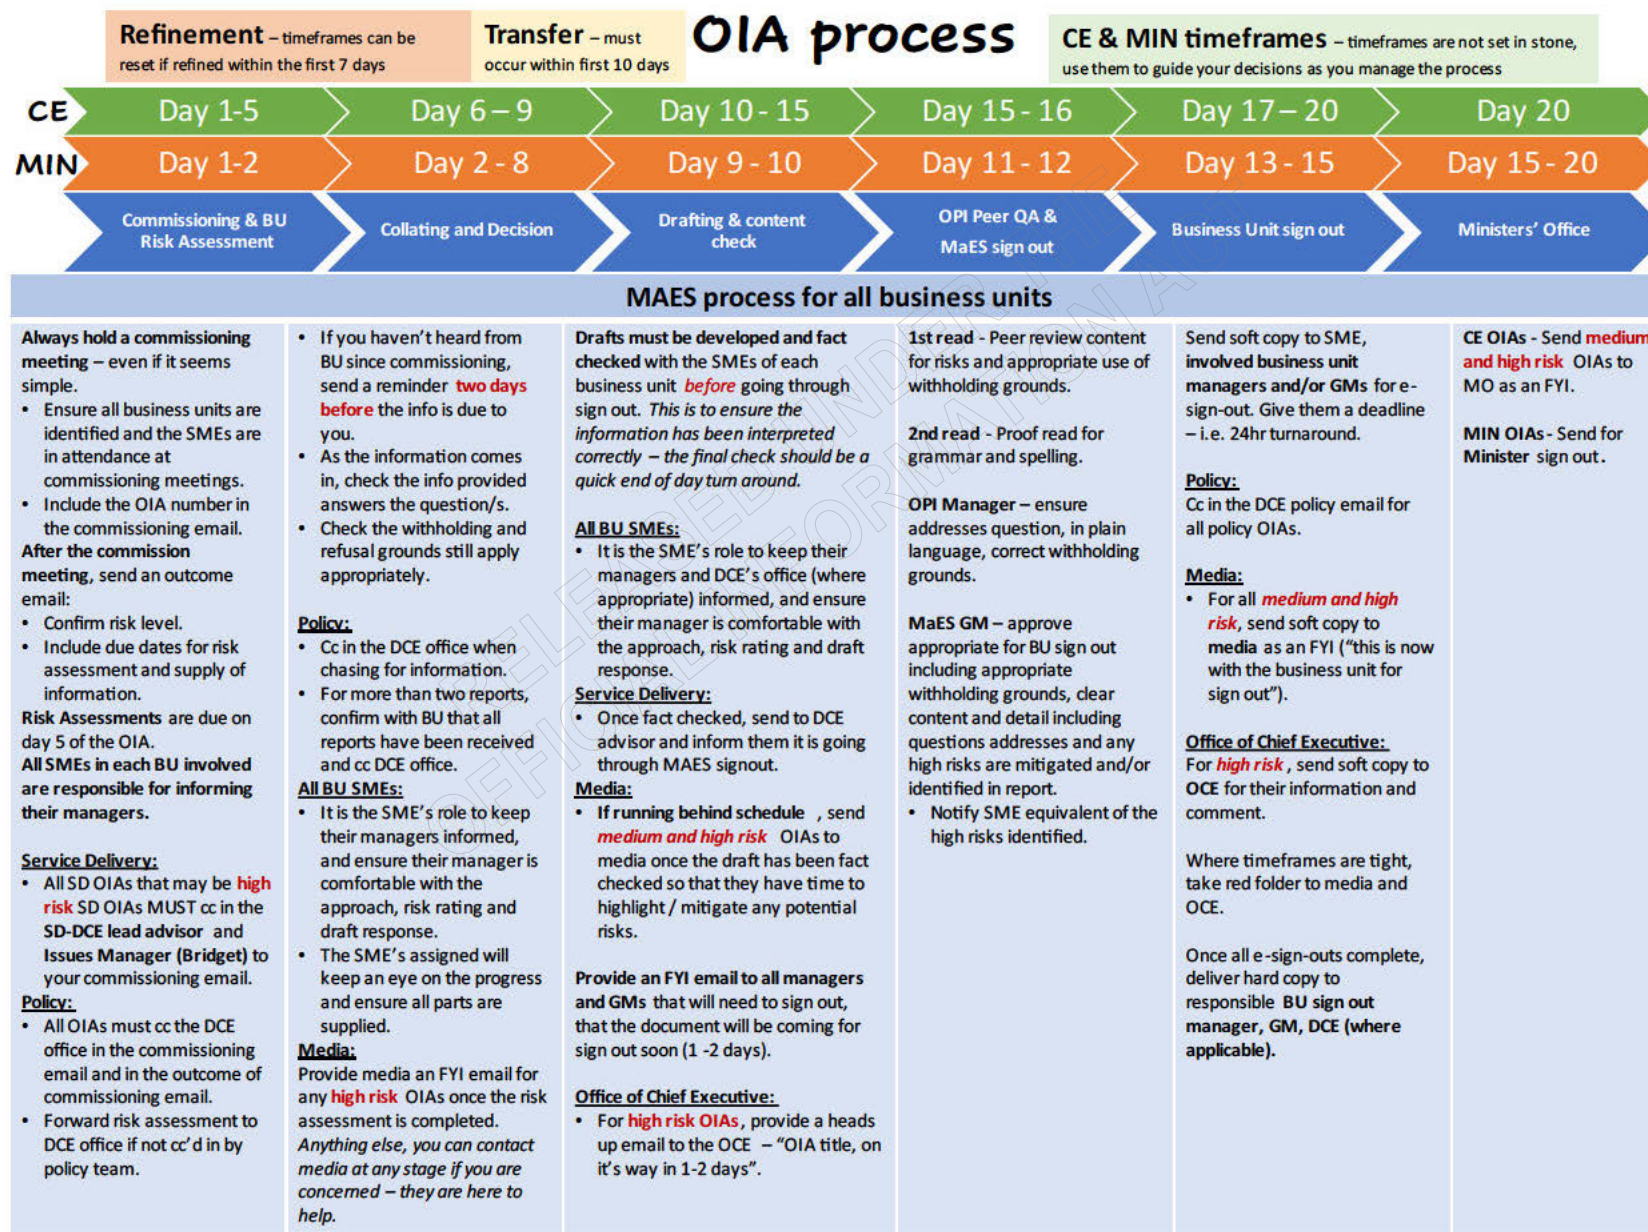 Refinement – timeframes can be
reset if refined within the first 7 days
Transfer – must
occur within first 10 days
OIA process
CE & MIN timeframes – timeframes are not set in stone,
use them to guide your decisions as you manage the process
CE
Day 1-5
Day 6 – 9
Day 10 - 15
Day 15 - 16
Day 17 – 20
Day 20
MIN
Day 1-2
Day 2 - 8
Day 9 - 10
Day 11 - 12
Day 13 - 15
Day 15 - 20
Commissioning & BU
Risk Assessment
Collating and Decision
Drafting & content
check
OPI Peer QA &
MaES sign out
Business Unit sign out
Ministers' Office
MAES process for all business units
Always hold a commissioning
meeting – even if it seems
simple.
• Ensure all business units are
identified and the SMEs are
in attendance at
commissioning meetings.
• Include the OIA number in
the commissioning email.
After the commission
meeting, send an outcome
email:
• Confirm risk level.
• Include due dates for risk
assessment and supply of
information.
Risk Assessments are due on
day 5 of the OIA.
All SMEs in each BU involved
are responsible for informing
their managers.
Service Delivery:
• All SD OIAs that may be high
risk SD OIAs MUST cc in the
SD-DCE lead advisor and
Issues Manager (Bridget) to
your commissioning email.
Policy:
• All OIAs must cc the DCE
office in the commissioning
email and in the outcome of
commissioning email.
• Forward risk assessment to
DCE office if not cc'd in by
policy team.
• If you haven't heard from
BU since commissioning,
send a reminder two days
before the info is due to
you.
• As the information comes
in, check the info provided
answers the question/s.
• Check the withholding and
refusal grounds still apply
appropriately.
Policy:
• Cc in the DCE office when
chasing for information.
• For more than two reports,
confirm with BU that all
reports have been received
and cc DCE office.
All BU SMEs:
• It is the SME's role to keep
their managers informed,
and ensure their manager is
comfortable with the
approach, risk rating and
draft response.
• The SME's assigned will
keep an eye on the progress
and ensure all parts are
supplied.
Media:
Provide media an FYI email for
any high risk OIAs once the risk
assessment is completed.
Anything else, you can contact
media at any stage if you are
concerned – they are here to
help.
Drafts must be developed and fact
checked with the SMEs of each
business unit before going through
sign out. This is to ensure the
information has been interpreted
correctly – the final check should be a
quick end of day turn around.
All BU SMEs:
• It is the SME's role to keep their
managers and DCE's office (where
appropriate) informed, and ensure
their manager is comfortable with
the approach, risk rating and draft
response.
Service Delivery:
• Once fact checked, send to DCE
advisor and inform them it is going
through MAES signout.
Media:
• If running behind schedule , send
medium and high risk OIAs to
media once the draft has been fact
checked so that they have time to
highlight / mitigate any potential
risks.
Provide an FYI email to all managers
and GMs that will need to sign out,
that the document will be coming for
sign out soon (1 -2 days).
Office of Chief Executive:
• For high risk OIAs, provide a heads
up email to the OCE – "OIA title, on
it's way in 1-2 days".
1st read - Peer review content
for risks and appropriate use of
withholding grounds.
2nd read - Proof read for
grammar and spelling.
OPI Manager – ensure
addresses question, in plain
language, correct withholding
grounds.
MaES GM – approve
appropriate for BU sign out
including appropriate
withholding grounds, clear
content and detail including
questions addresses and any
high risks are mitigated and/or
identified in report.
• Notify SME equivalent of the
high risks identified.
Send soft copy to SME,
involved business unit
managers and/or GMs for e-
sign-out. Give them a deadline
– i.e. 24hr turnaround.
Policy:
Cc in the DCE policy email for
all policy OIAs.
Media:
• For all medium and high
risk, send soft copy to
media as an FYI ("this is now
with the business unit for
sign out").
Office of Chief Executive:
For high risk , send soft copy to
OCE for their information and
comment.
Where timeframes are tight,
take red folder to media and
OCE.
Once all e-sign-outs complete,
deliver hard copy to
responsible BU sign out
manager, GM, DCE (where
applicable).
CE OIAs - Send medium
and high risk OIAs to
MO as an FYI.
MIN OIAs - Send for
Minister sign out.
RELEASED UNDER THE
OFFICIAL INFORMATION ACT